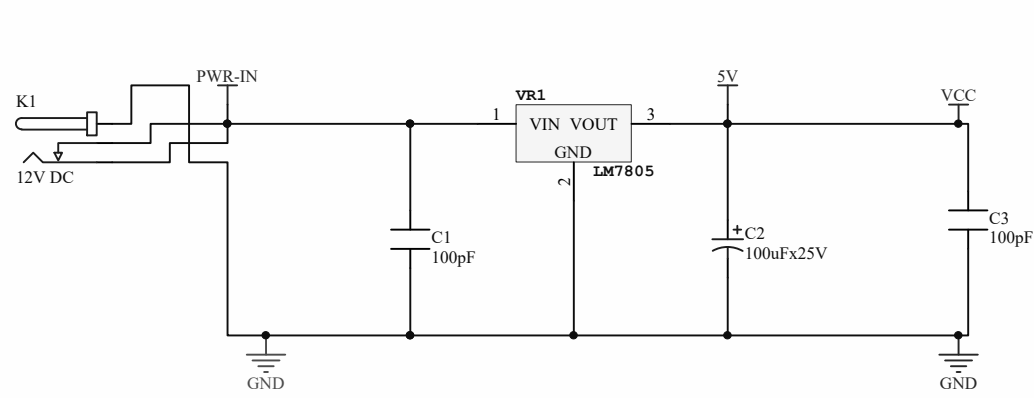 PWR-IN
5V
VCC
K1
VR1
1
VIN VOUT
3
GND
12V DC
LM7805
2
C1
100pF
C2
100uFx25V
C3
100pF
GND
GND